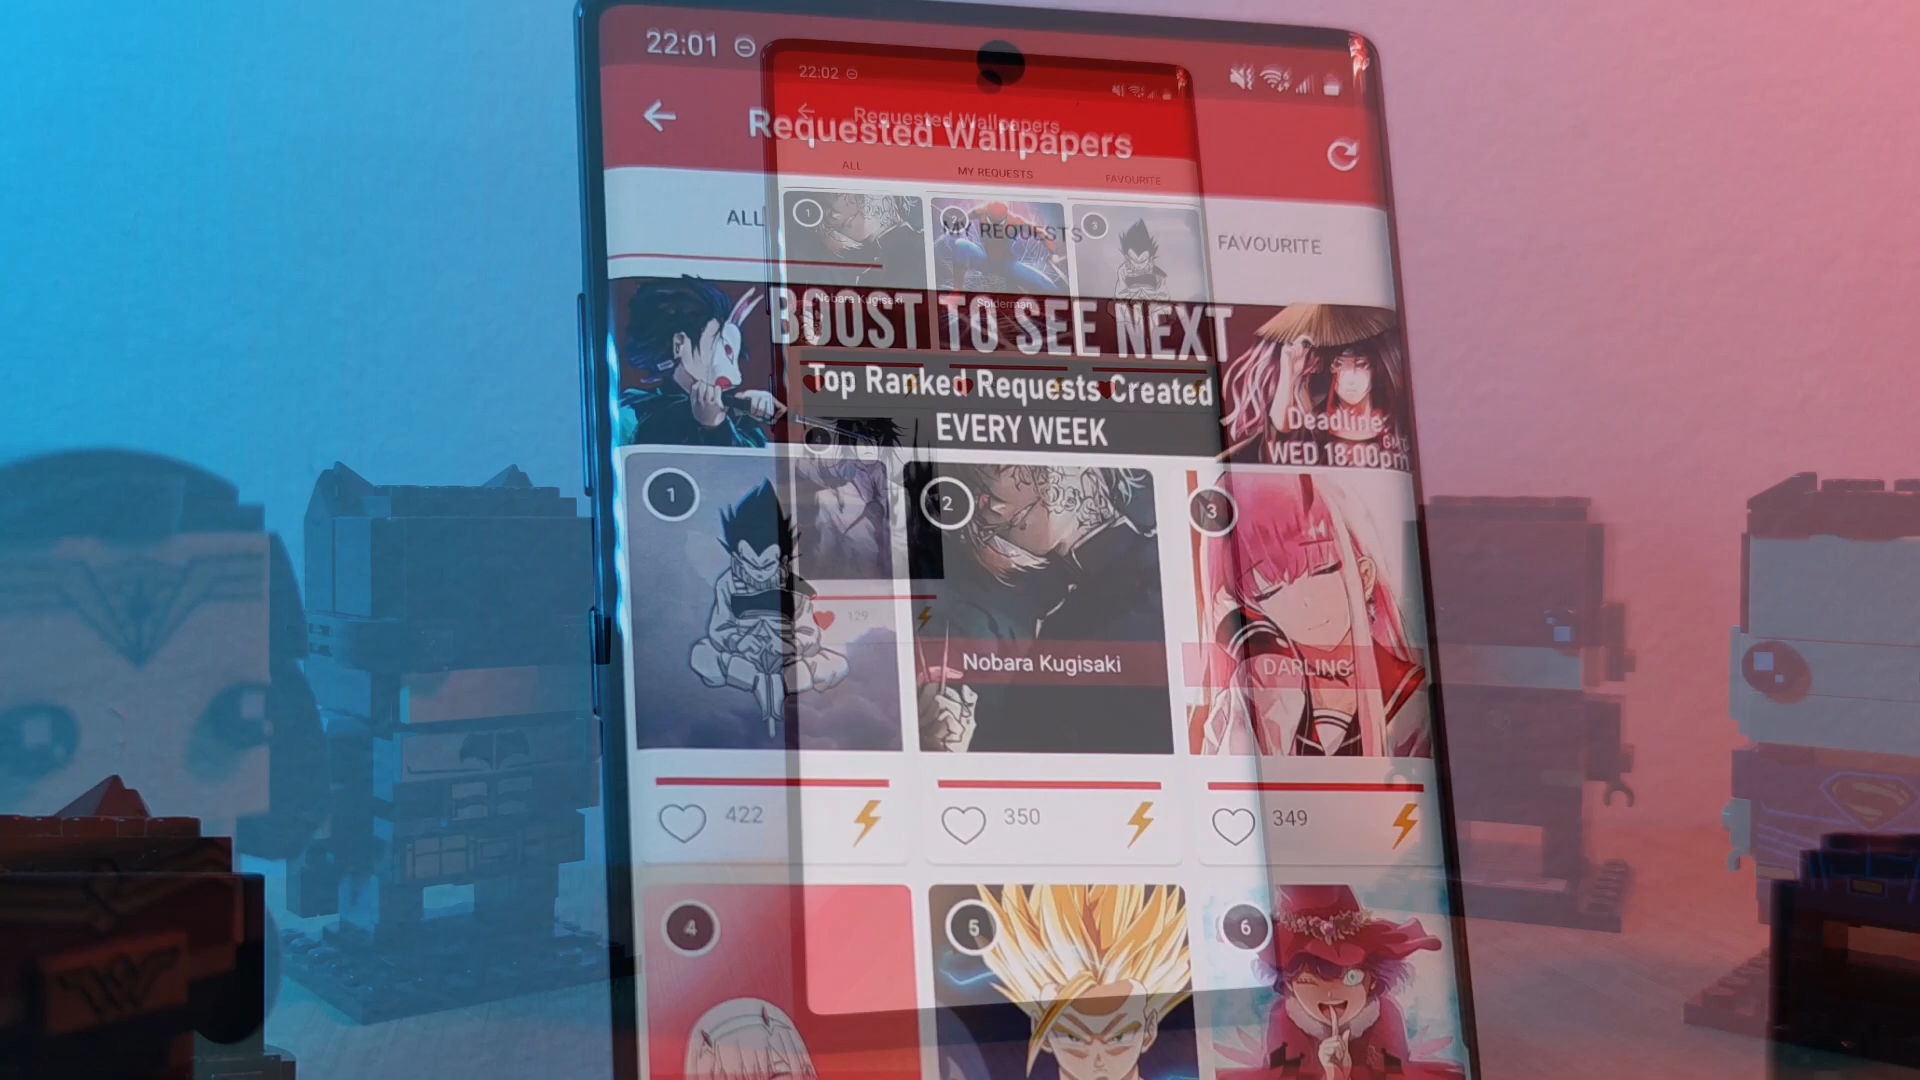 22:01
22:02
Requested Wallpapers
Requested Wallpapers
ALL
MY REQUESTS
FAVOURITE
ALL
MY REQUESTS
FAVOURITE
1
2
3
Nobara Kugisaki
Spiderman
BOOST TO SEE NEXT
Top Ranked Requests Created
EVERY WEEK
Deadline:
GMT
WED 18:00pm
1
2
3
129
Nobara Kugisaki
DARLING
422
350
349
4
5
6